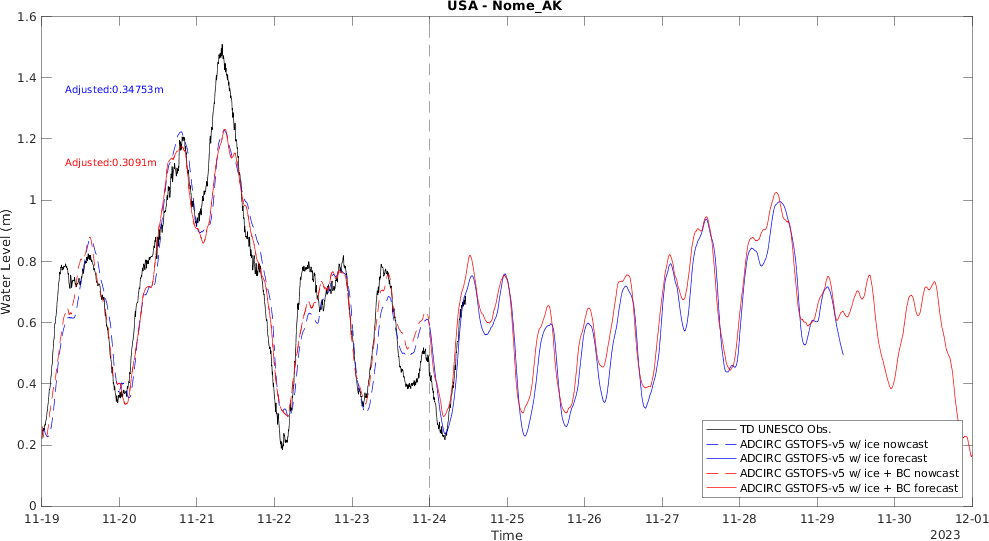 USA - Nome_AK
1.6
1.4
1.2
1
0.8
0.6
0.4
0.2
0
Water Level (m)
Adjusted:0.34753m
Adjusted:0.3091m
TD UNESCO Obs.
ADCIRC GSTOFS-v5 w/ ice nowcast
ADCIRC GSTOFS-v5 w/ ice forecast
ADCIRC GSTOFS-v5 w/ ice + BC nowcast
ADCIRC GSTOFS-v5 w/ ice + BC forecast
11-19 11-20 11-21 11-22 11-23 11-24 11-25 11-26 11-27 11-28 11-29 11-30 12-01
Time
2023